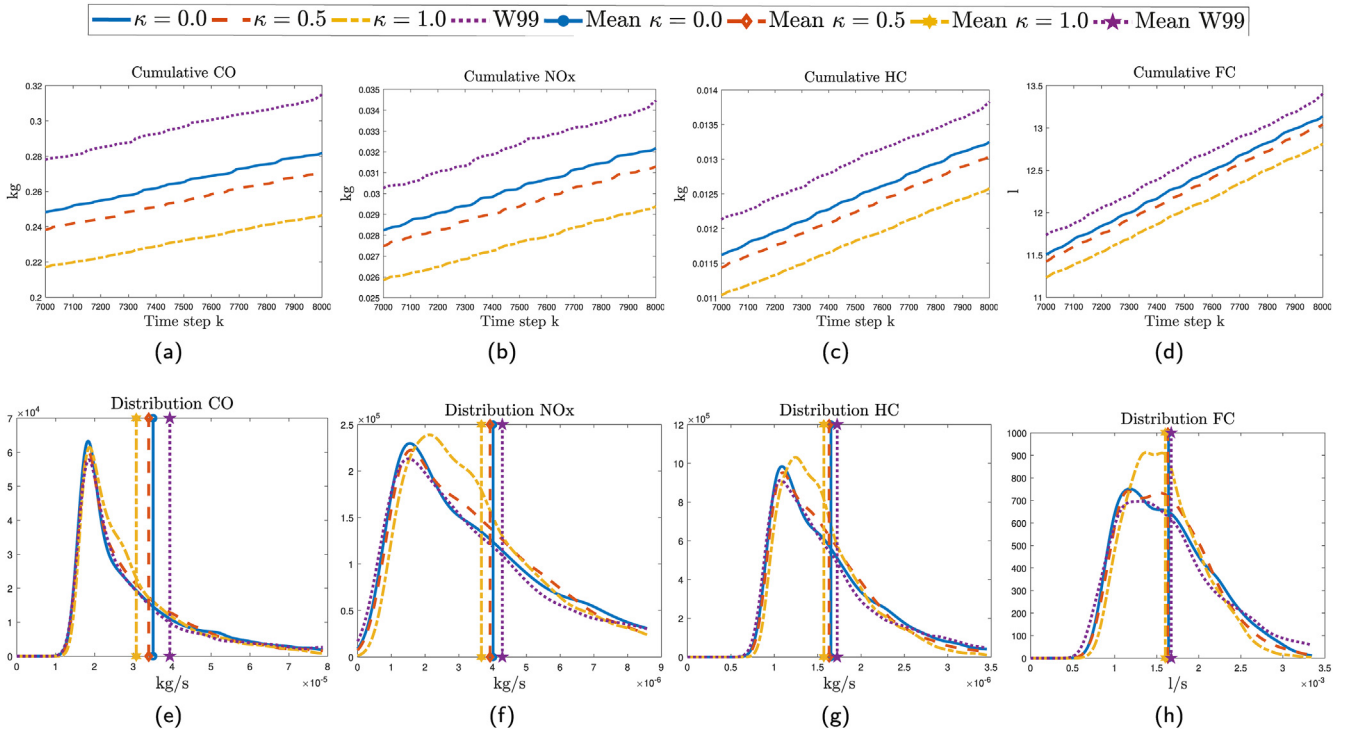 κ = 0.0 κ = 0.5 κ = 1.0 W99 Mean κ = 0.0 Mean κ = 0.5 Mean κ = 1.0 Mean W99
Cumulative CO
0.32
0.3
0.28
0.26
0.24
0.22
0.2
kg
7000 7100 7200 7300 7400 7500 7600 7700 7800 7900 8000
Time step k
(a)
Cumulative NOx
0.035
0.034
0.033
0.032
0.031
0.03
0.029
0.028
0.027
0.026
0.025
kg
7000 7100 7200 7300 7400 7500 7600 7700 7800 7900 8000
Time step k
(b)
Cumulative HC
0.014
0.0135
0.013
0.0125
0.012
0.0115
0.011
kg
7000 7100 7200 7300 7400 7500 7600 7700 7800 7900 8000
Time step k
(c)
Cumulative FC
13.5
13
12.5
12
11.5
11
l
7000 7100 7200 7300 7400 7500 7600 7700 7800 7900 8000
Time step k
(d)
Distribution CO
×10⁴
7
6
5
4
3
2
1
0
0 1 2 3 4 5 6 7 8
kg/s ×10⁻⁵
(e)
Distribution NOx
×10⁵
2.5
2
1.5
1
0.5
0
0 1 2 3 4 5 6 7 8 9
kg/s ×10⁻⁶
(f)
Distribution HC
×10⁵
12
10
8
6
4
2
0
0 0.5 1 1.5 2 2.5 3 3.5
kg/s ×10⁻⁶
(g)
Distribution FC
1000
900
800
700
600
500
400
300
200
100
0
0 0.5 1 1.5 2 2.5 3 3.5
l/s ×10⁻³
(h)